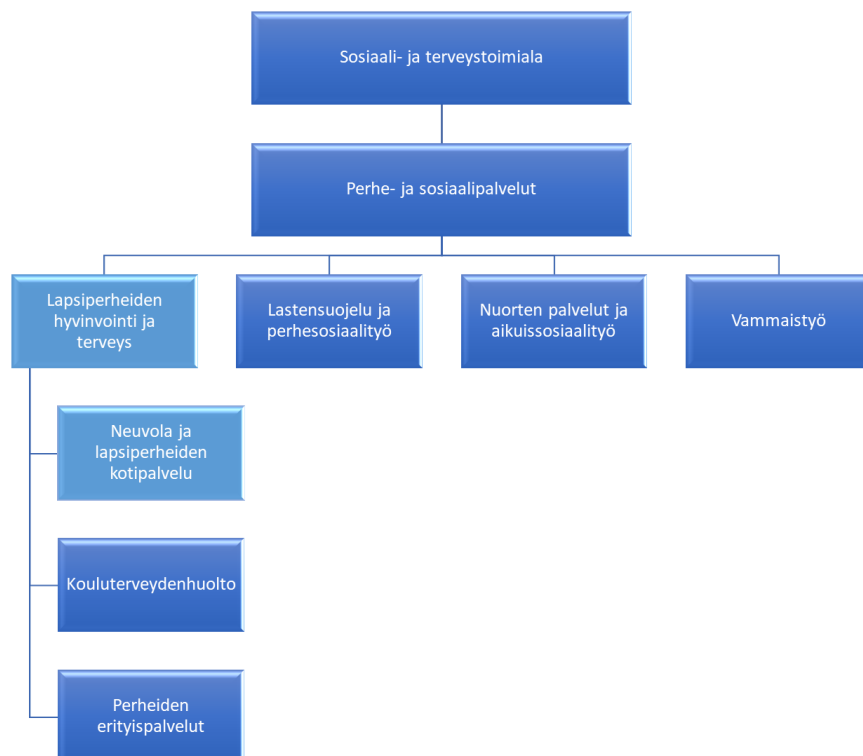 Sosiaali- ja terveystoimiala
Perhe- ja sosiaalipalvelut
Lapsiperheiden
hyvinvointi ja
terveys
Lastensuojelu ja
perhesosiaalityö
Nuorten palvelut ja
aikuissosiaalityö
Vammaistyö
Neuvola ja
lapsiperheiden
kotipalvelu
Kouluterveydenhuolto
Perheiden
erityispalvelut